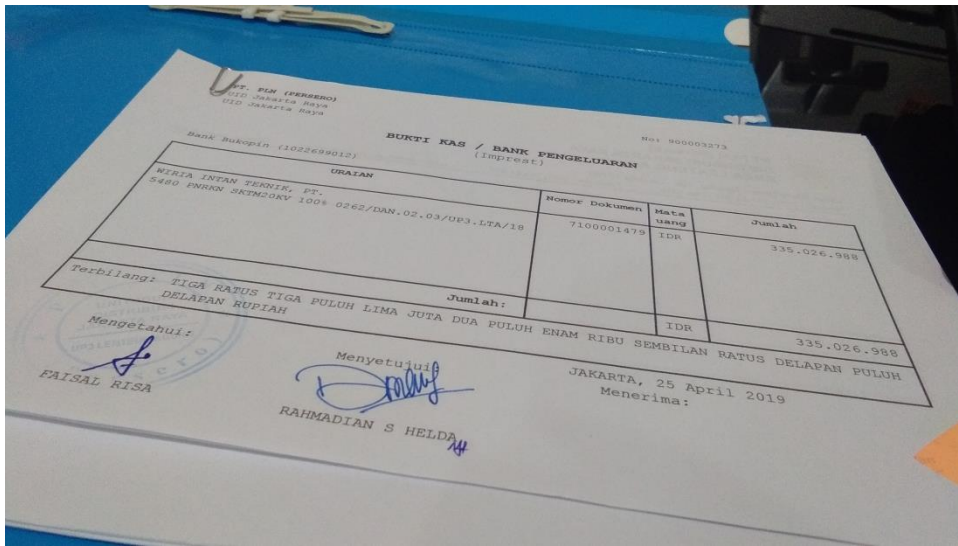 PT. PLN (PERSERO)
UID Jakarta Raya
UID Jakarta Raya
No: 900003273
BUKTI KAS / BANK PENGELUARAN
(Imprest)
Bank Bukopin (1022699012)
URAIAN
Nomor Dokumen
Mata uang
Jumlah
WIRIA INTAN TEKNIK, PT.
5480 PNRKN SKTM20KV 100% 0262/DAN.02.03/UP3.LTA/18
7100001479
IDR
335.026.988
Jumlah:
IDR
335.026.988
Terbilang: TIGA RATUS TIGA PULUH LIMA JUTA DUA PULUH ENAM RIBU SEMBILAN RATUS DELAPAN PULUH
DELAPAN RUPIAH
JAKARTA, 25 April 2019
Mengetahui:
Menyetujui
Menerima:
FAISAL RISA
RAHMADIAN S HELDA